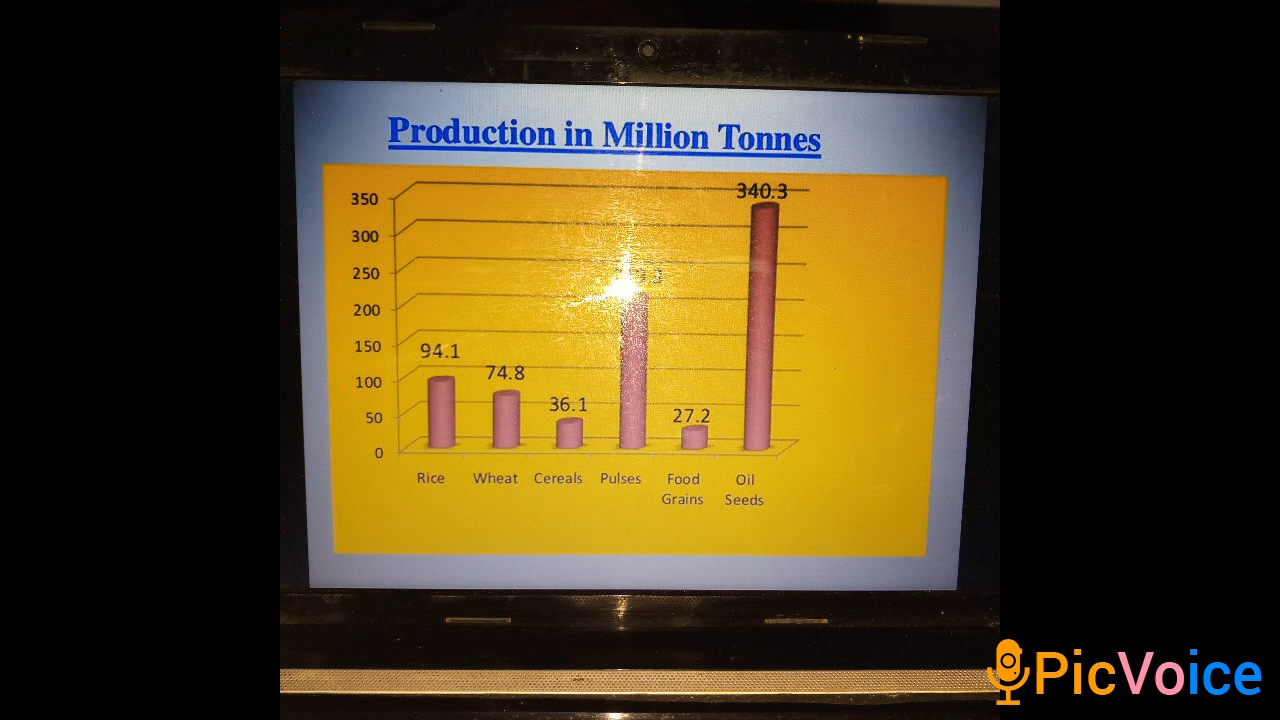 Production in Million Tonnes
350
300
250
200
150
100
50
0
94.1
74.8
36.1
27.2
340.3
Rice
Wheat
Cereals
Pulses
Food
Grains
Oil
Seeds
PicVoice